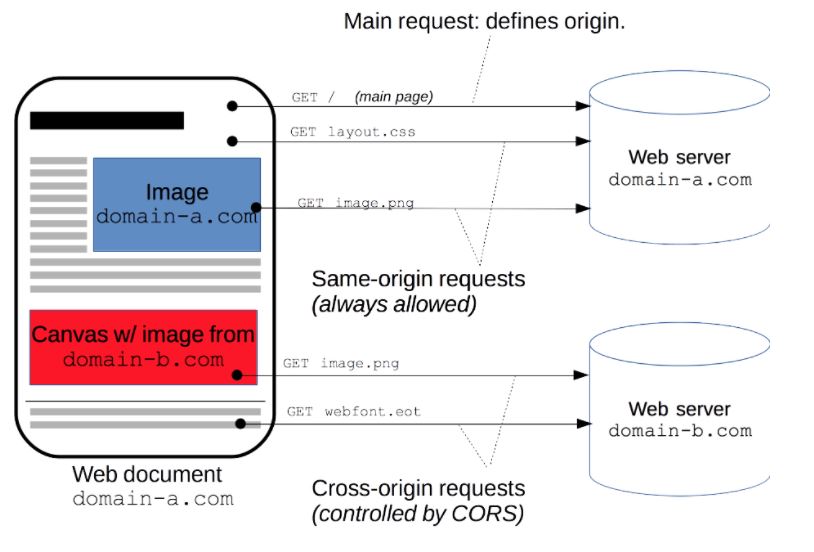 Main request: defines origin.
GET / (main page)
GET layout.css
Web server
domain-a.com
Image
domain-a.com
GET image.png
Same-origin requests
(always allowed)
Canvas w/ image from
domain-b.com
GET image.png
GET webfont.eot
Web server
domain-b.com
Web document
domain-a.com
Cross-origin requests
(controlled by CORS)